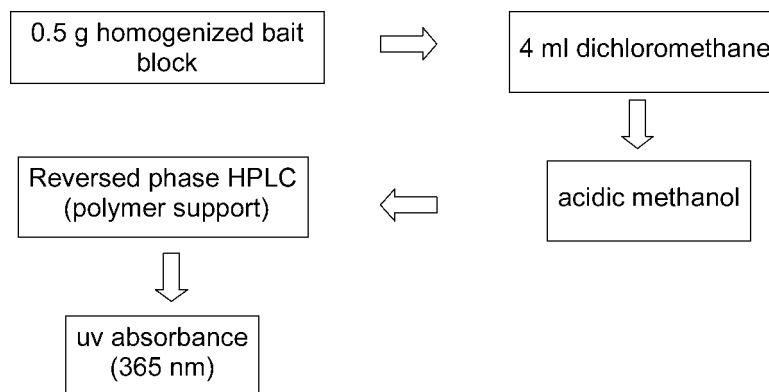 0.5 g homogenized bait
block
4 ml dichloromethane
acidic methanol
Reversed phase HPLC
(polymer support)
uv absorbance
(365 nm)